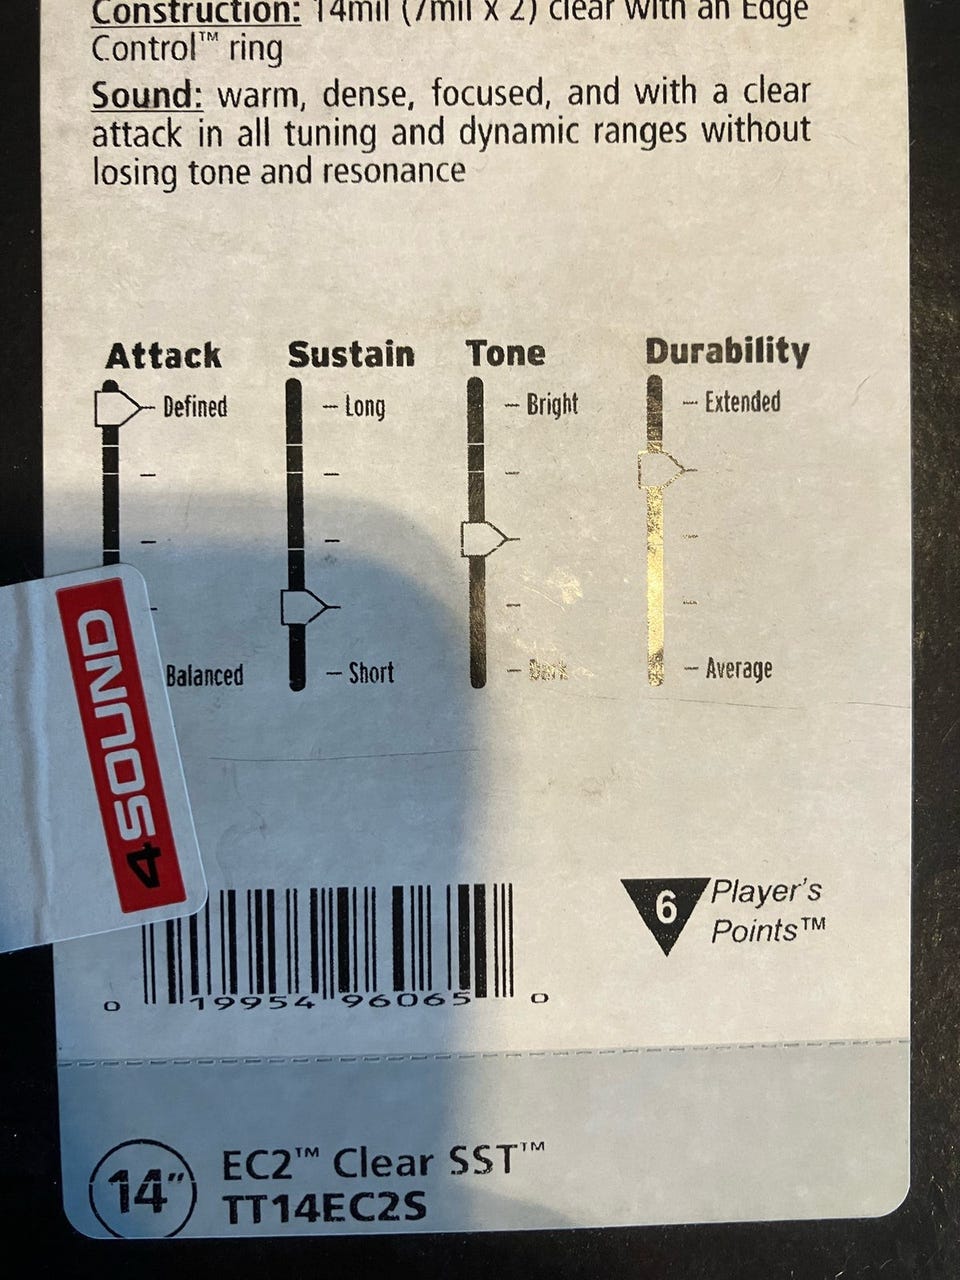 Construction: 14mil (7mil x 2) clear with an Edge
Control™ ring
Sound: warm, dense, focused, and with a clear
attack in all tuning and dynamic ranges without
losing tone and resonance
Attack Sustain Tone Durability
Defined Long Bright Extended
Balanced Short Dark Average
4SOUND
6 Player's
Points™
0 19954 96065 0
14" EC2™ Clear SST™
TT14EC2S